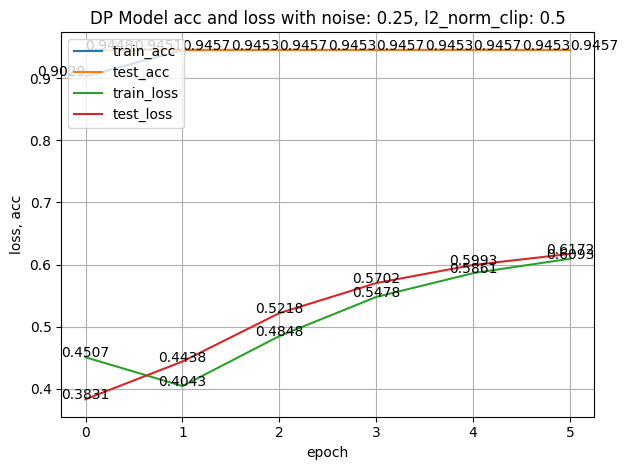 DP Model acc and loss with noise: 0.25, l2_norm_clip: 0.5
0.9448 0.9451 0.9457 0.9453 0.9457 0.9453 0.9457 0.9453 0.9457 0.9453 0.9457
0.9029
train_acc
test_acc
train_loss
test_loss
0.4507
0.3831
0.4438
0.4043
0.5218
0.4848
0.5702
0.5478
0.5993
0.5861
0.6172
0.6093
0.9
0.8
0.7
0.6
0.5
0.4
loss, acc
0 1 2 3 4 5
epoch